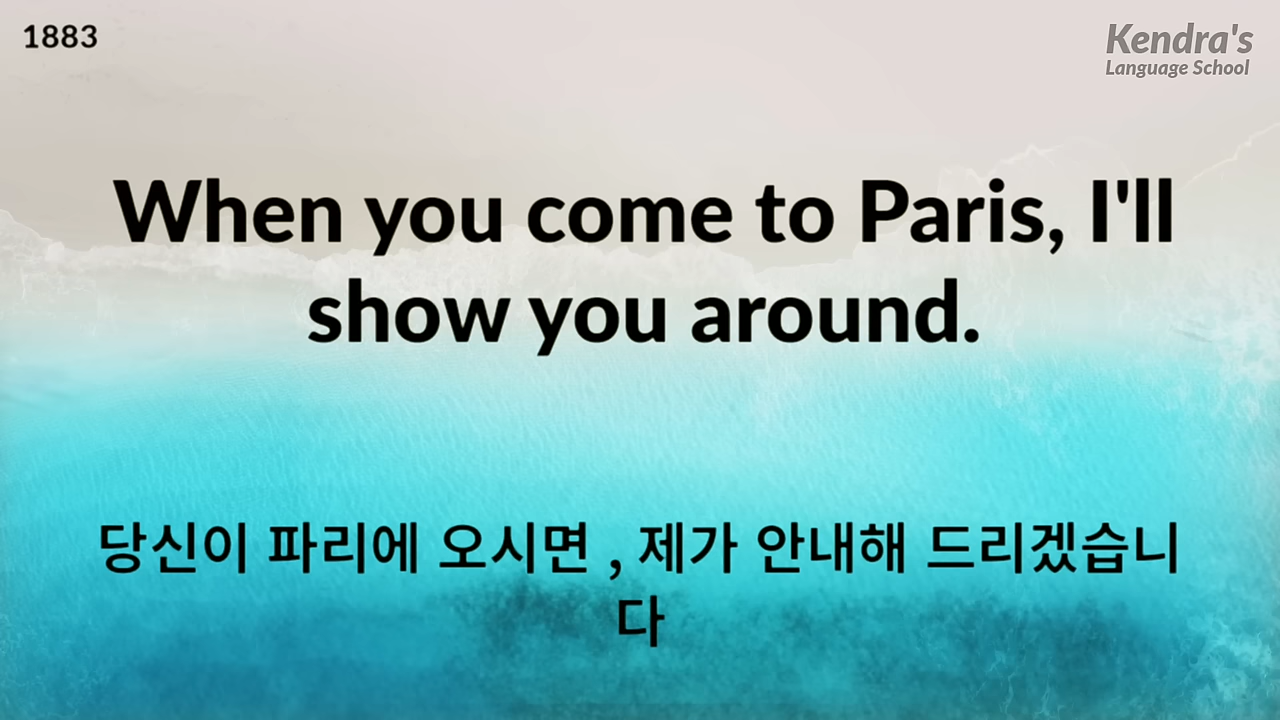 1883
Kendra's
Language School
When you come to Paris, I'll
show you around.
당신이 파리에 오시면 , 제가 안내해 드리겠습니
다